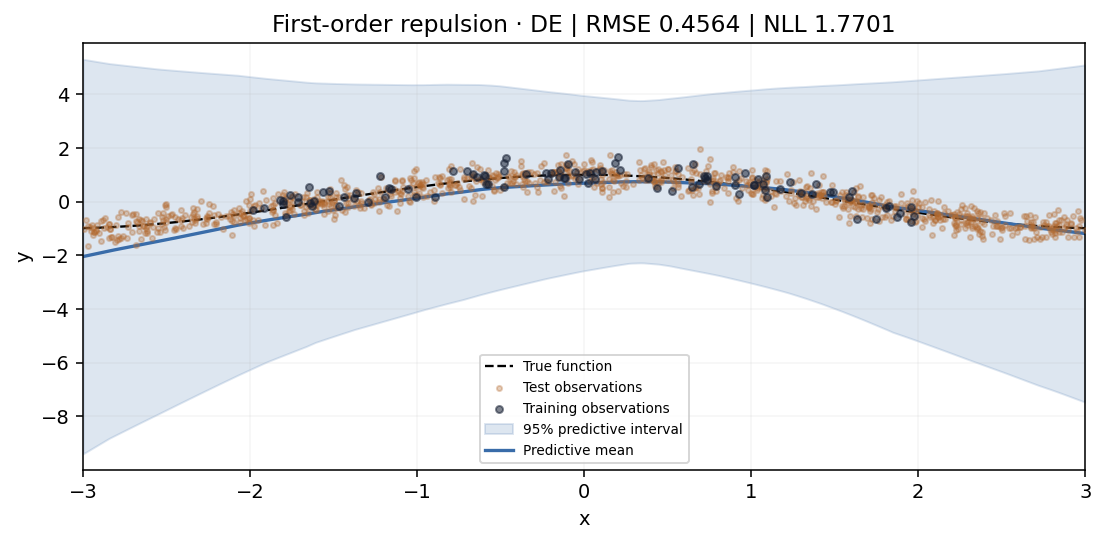 First-order repulsion · DE | RMSE 0.4564 | NLL 1.7701
4
2
0
−2
−4
−6
−8
y
True function
Test observations
Training observations
95% predictive interval
Predictive mean
−3
−2
−1
0
1
2
3
x